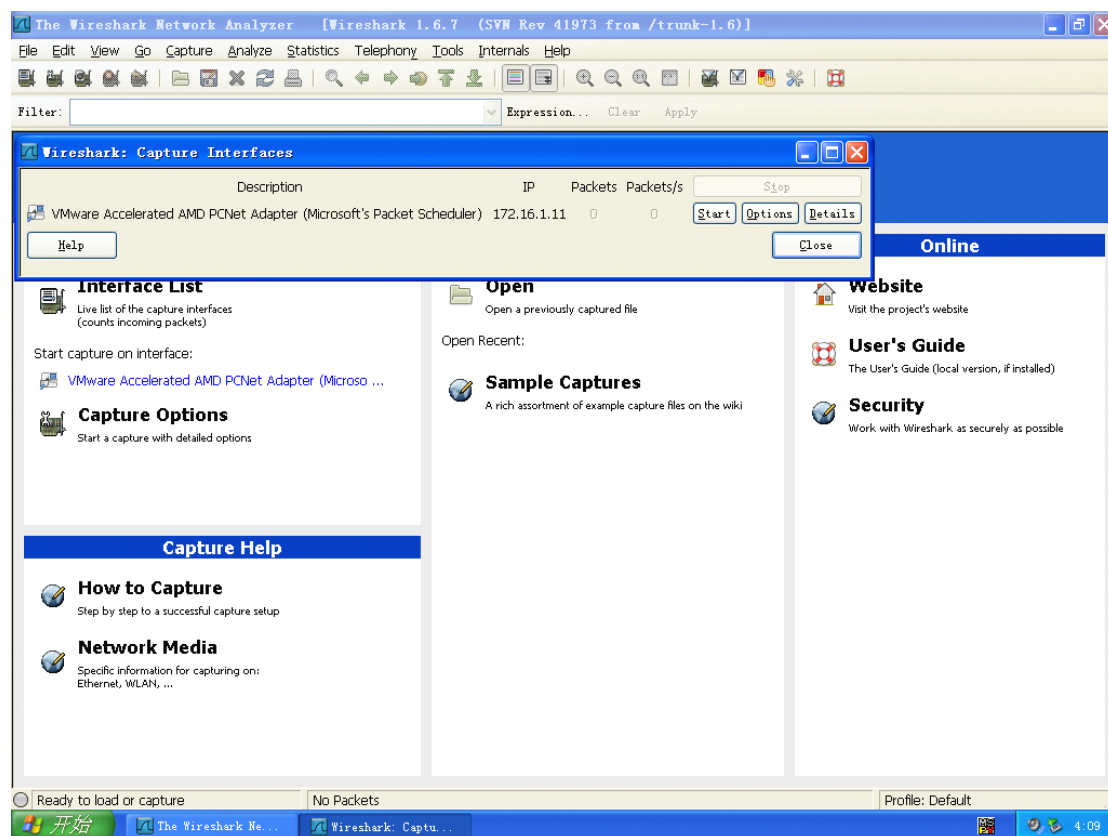 The Wireshark Network Analyzer [Wireshark 1.6.7 (SVN Rev 41973 from /trunk-1.6)]
File Edit View Go Capture Analyze Statistics Telephony Tools Internals Help
Filter: Expression... Clear Apply
Wireshark: Capture Interfaces
Description IP Packets Packets/s Stop
VMware Accelerated AMD PCNet Adapter (Microsoft's Packet Scheduler) 172.16.1.11 0 0 Start Options Details
Help Close
Online
Interface List
Live list of the capture interfaces
(counts incoming packets)
Start capture on interface:
VMware Accelerated AMD PCNet Adapter (Microso ...
Capture Options
Start a capture with detailed options
Capture Help
How to Capture
Step by step to a successful capture setup
Network Media
Specific information for capturing on:
Ethernet, WLAN, ...
Open
Open a previously captured file
Open Recent:
Sample Captures
A rich assortment of example capture files on the wiki
Website
Visit the project's website
User's Guide
The User's Guide (local version, if installed)
Security
Work with Wireshark as securely as possible
Ready to load or capture No Packets Profile: Default
开始 The Wireshark Ne... Wireshark: Captu... 4:09